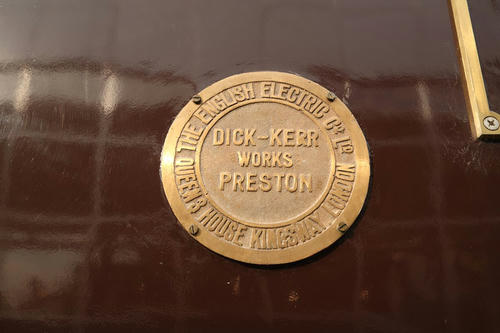 THE ENGLISH ELECTRIC CO. LTD.
DICK-KERR
WORKS
PRESTON
QUEEN'S HOUSE KINGSWAY LONDON